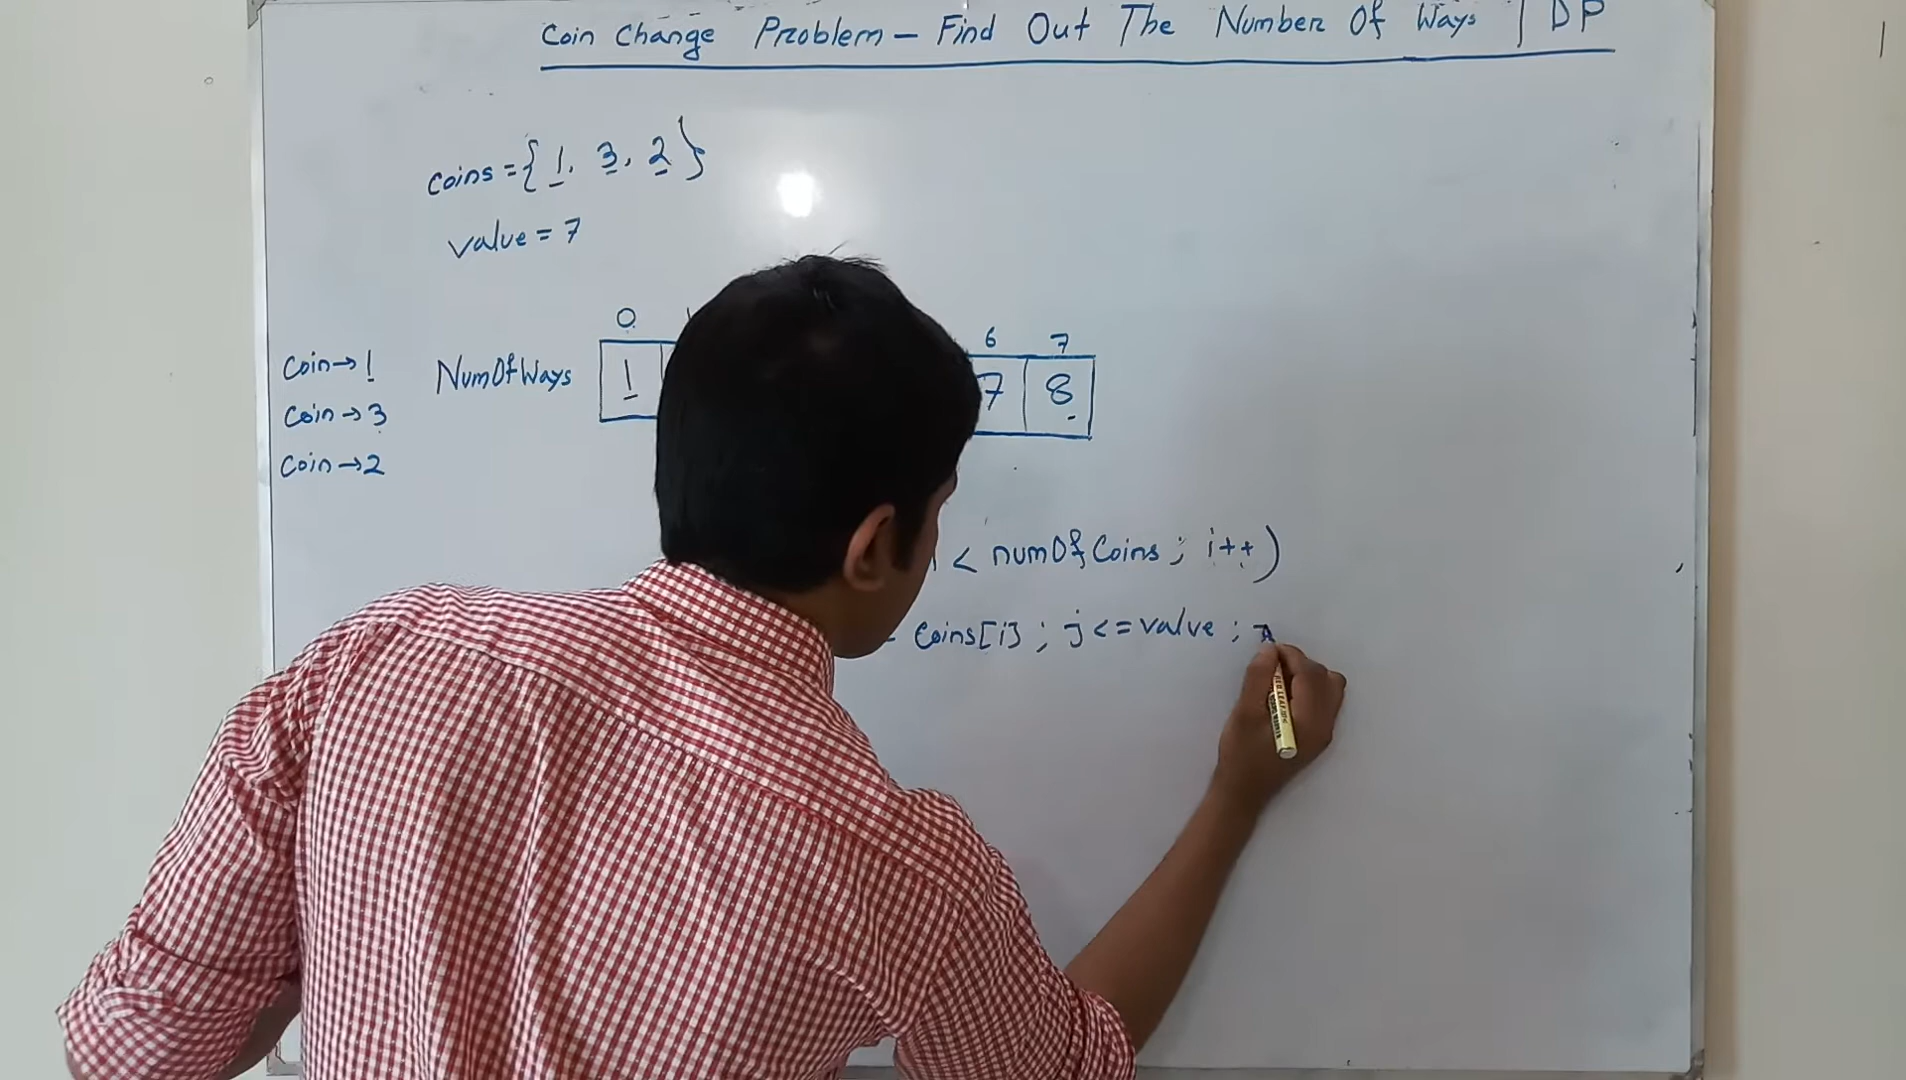 Coin Change Problem - Find Out The Number Of Ways | DP
coins = { 1, 3, 2 }
value = 7
0 6 7
Coin→1
NumOfWays 1 7 8
Coin→3
Coin→2
< numOfCoins ; i++)
Coins[i] ; j<=value ;